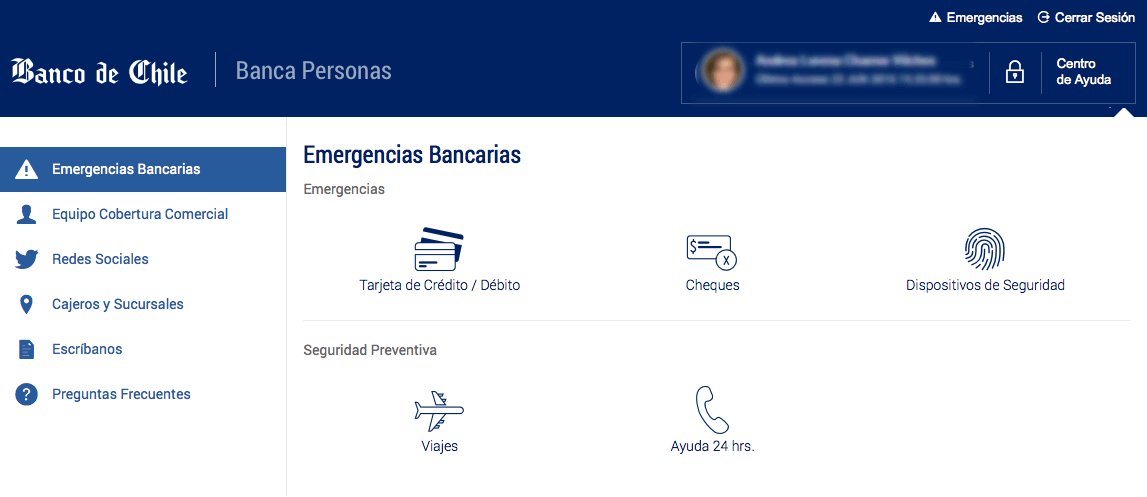 Emergencias
Cerrar Sesión
Banco de Chile
Banca Personas
Centro
de Ayuda
Emergencias Bancarias
Equipo Cobertura Comercial
Redes Sociales
Cajeros y Sucursales
Escríbanos
Preguntas Frecuentes
Emergencias Bancarias
Emergencias
Tarjeta de Crédito / Débito
$
X
Cheques
Dispositivos de Seguridad
Seguridad Preventiva
Viajes
Ayuda 24 hrs.